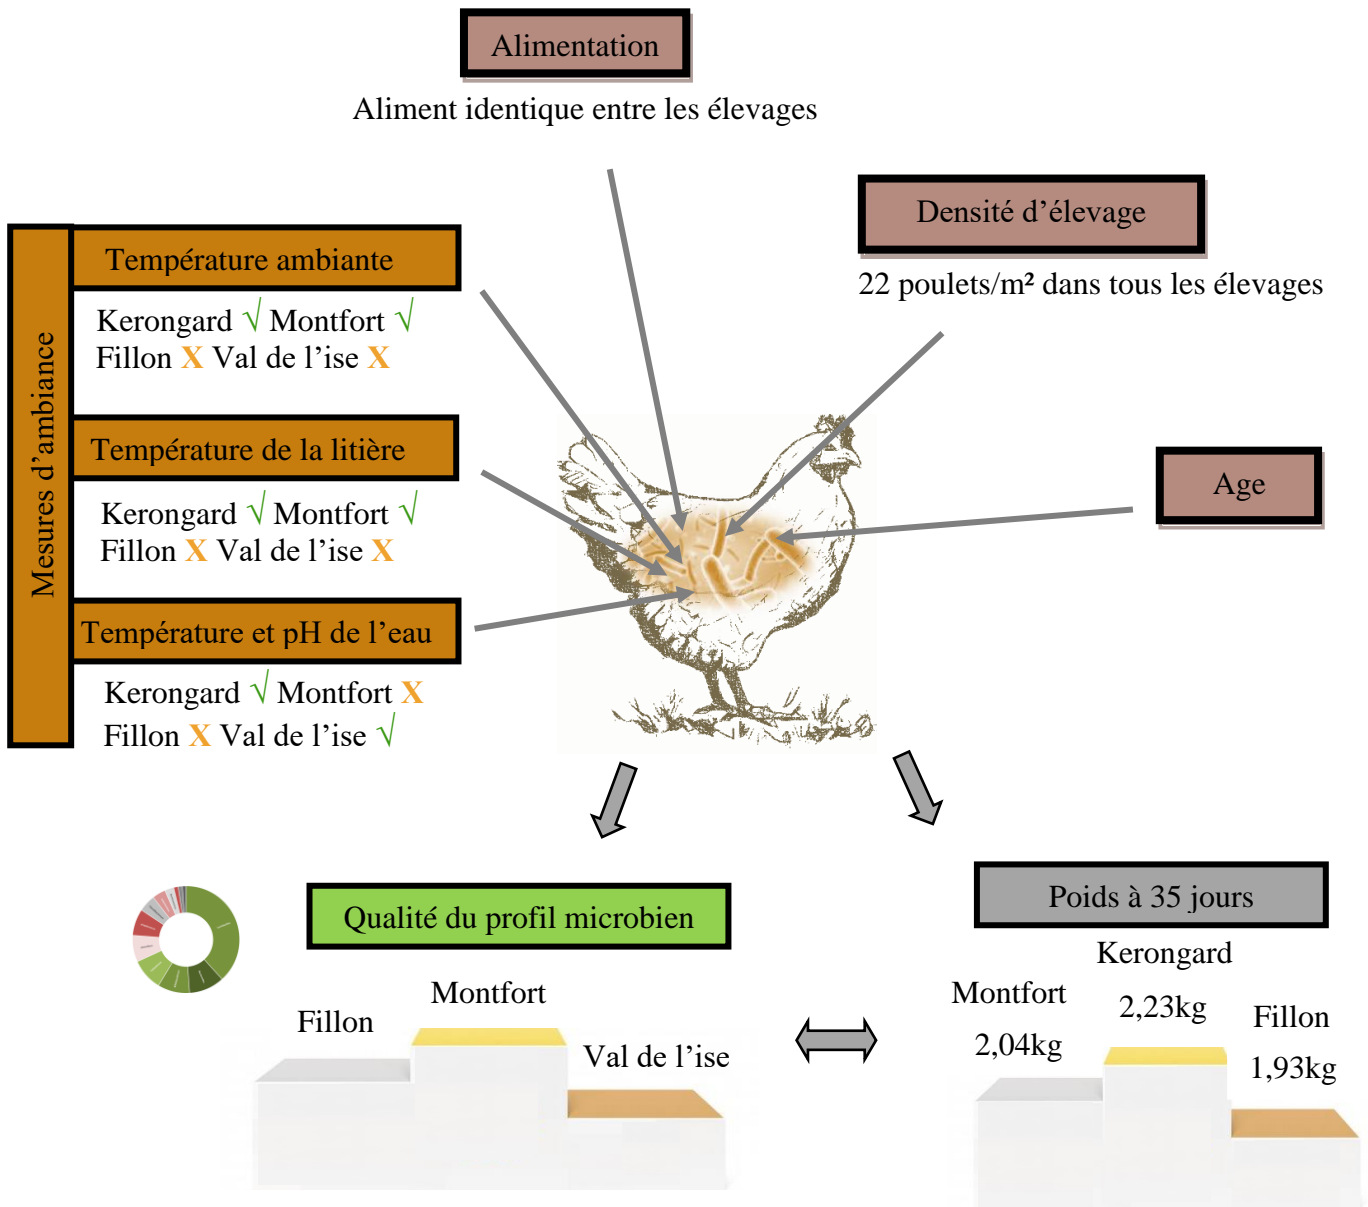 Alimentation
Aliment identique entre les élevages
Densité d'élevage
22 poulets/m² dans tous les élevages
Age
Mesures d'ambiance
Température ambiante
Kerongard √ Montfort √
Fillon X Val de l'ise X
Température de la litière
Kerongard √ Montfort √
Fillon X Val de l'ise X
Température et pH de l'eau
Kerongard √ Montfort X
Fillon X Val de l'ise √
Qualité du profil microbien
Montfort
Fillon
Val de l'ise
Poids à 35 jours
Kerongard
2,23kg
Montfort
2,04kg
Fillon
1,93kg